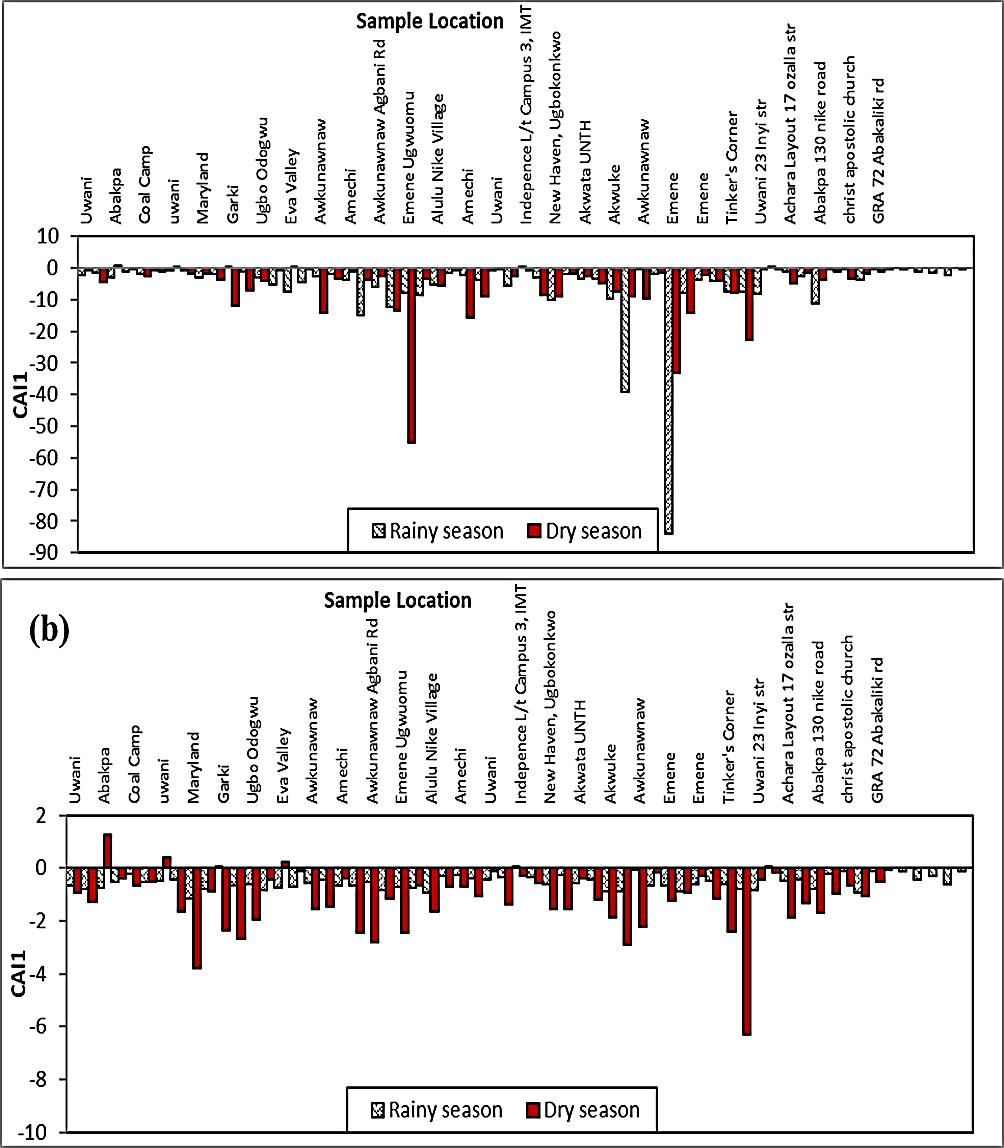 Sample Location
Uwani
Abakpa
Coal Camp
uwani
Maryland
Garki
Ugbo Odogwu
Eva Valley
Awkunawnaw
Amechi
Awkunawnaw Agbani Rd
Emene Ugwuomu
Alulu Nike Village
Amechi
Uwani
Indepence L/t Campus 3, IMT
New Haven, Ugbokonkwo
Akwata UNTH
Akwuke
Awkunawnaw
Emene
Emene
Tinker's Corner
Uwani 23 Inyi str
Achara Layout 17 ozalla str
Abakpa 130 nike road
christ apostolic church
GRA 72 Abakaliki rd
10
0
-10
-20
-30
-40
-50
-60
-70
-80
-90
CAI1
Rainy season Dry season
(b)
Sample Location
Uwani
Abakpa
Coal Camp
uwani
Maryland
Garki
Ugbo Odogwu
Eva Valley
Awkunawnaw
Amechi
Awkunawnaw Agbani Rd
Emene Ugwuomu
Alulu Nike Village
Amechi
Uwani
Indepence L/t Campus 3, IMT
New Haven, Ugbokonkwo
Akwata UNTH
Akwuke
Awkunawnaw
Emene
Emene
Tinker's Corner
Uwani 23 Inyi str
Achara Layout 17 ozalla str
Abakpa 130 nike road
christ apostolic church
GRA 72 Abakaliki rd
2
0
-2
-4
-6
-8
-10
CAI1
Rainy season Dry season